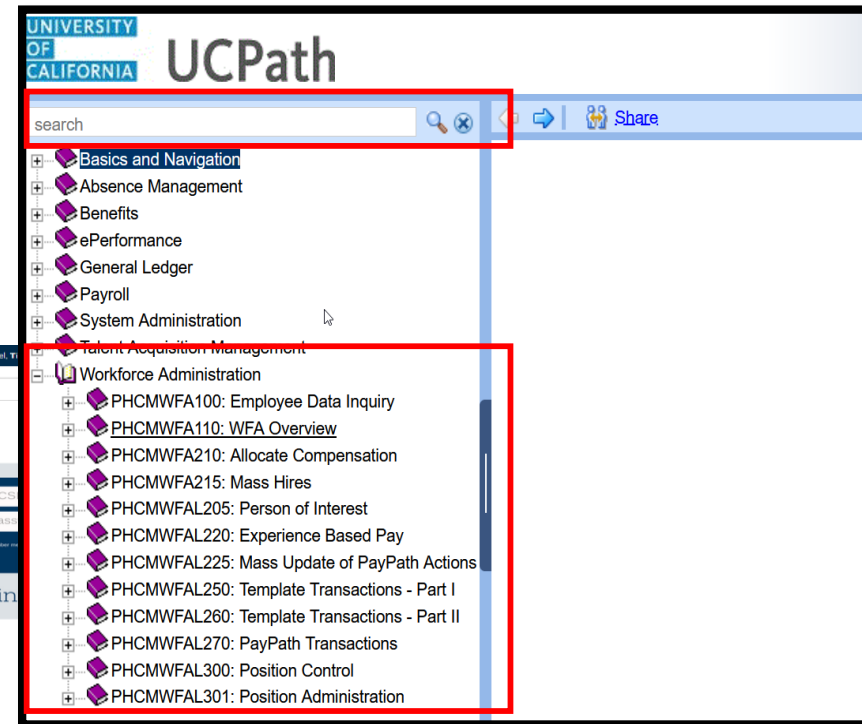 UNIVERSITY
OF
CALIFORNIA
UCPath
search
Share
Basics and Navigation
Absence Management
Benefits
ePerformance
General Ledger
Payroll
System Administration
Talent Acquisition Management
Workforce Administration
PHCMWFA100: Employee Data Inquiry
PHCMWFA110: WFA Overview
PHCMWFA210: Allocate Compensation
PHCMWFA215: Mass Hires
PHCMWFAL205: Person of Interest
PHCMWFAL220: Experience Based Pay
PHCMWFAL225: Mass Update of PayPath Actions
PHCMWFAL250: Template Transactions - Part I
PHCMWFAL260: Template Transactions - Part II
PHCMWFAL270: PayPath Transactions
PHCMWFAL300: Position Control
PHCMWFAL301: Position Administration